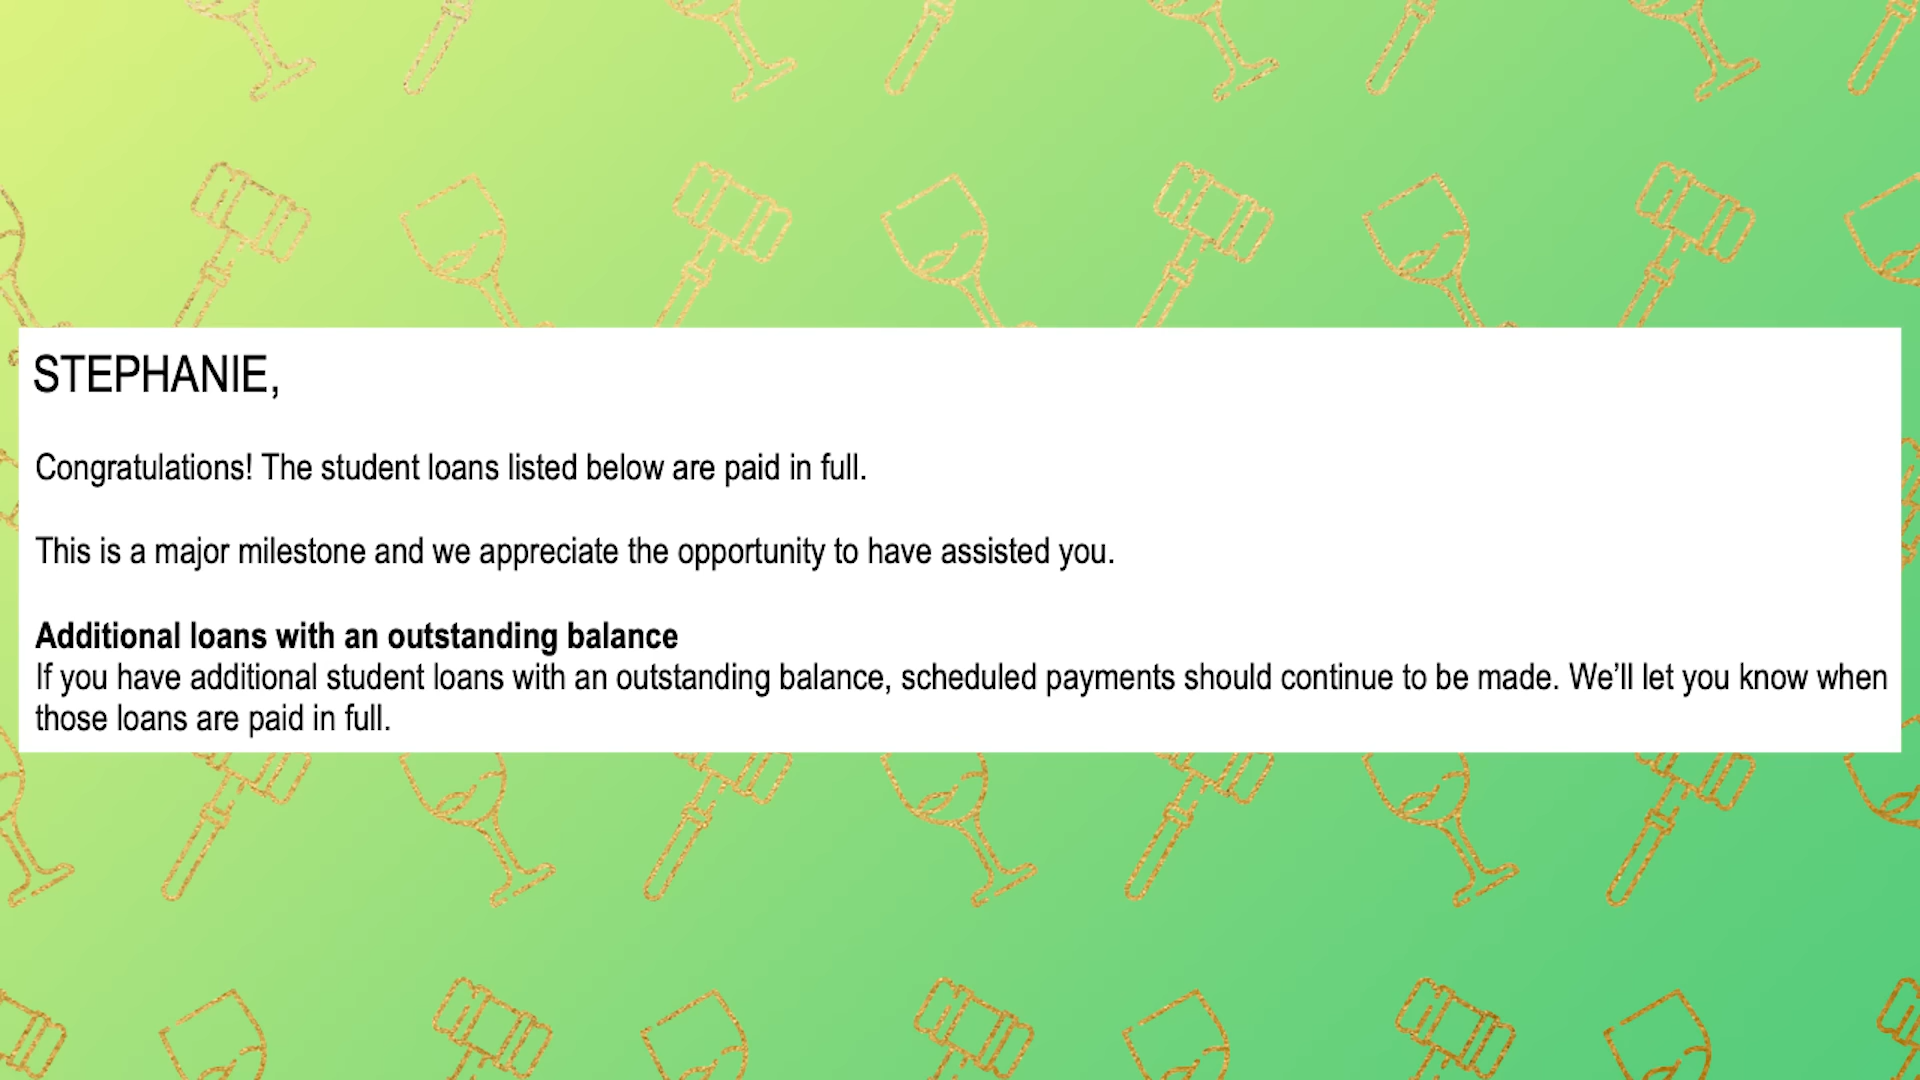 STEPHANIE,
Congratulations! The student loans listed below are paid in full.
This is a major milestone and we appreciate the opportunity to have assisted you.
Additional loans with an outstanding balance
If you have additional student loans with an outstanding balance, scheduled payments should continue to be made. We’ll let you know when
those loans are paid in full.